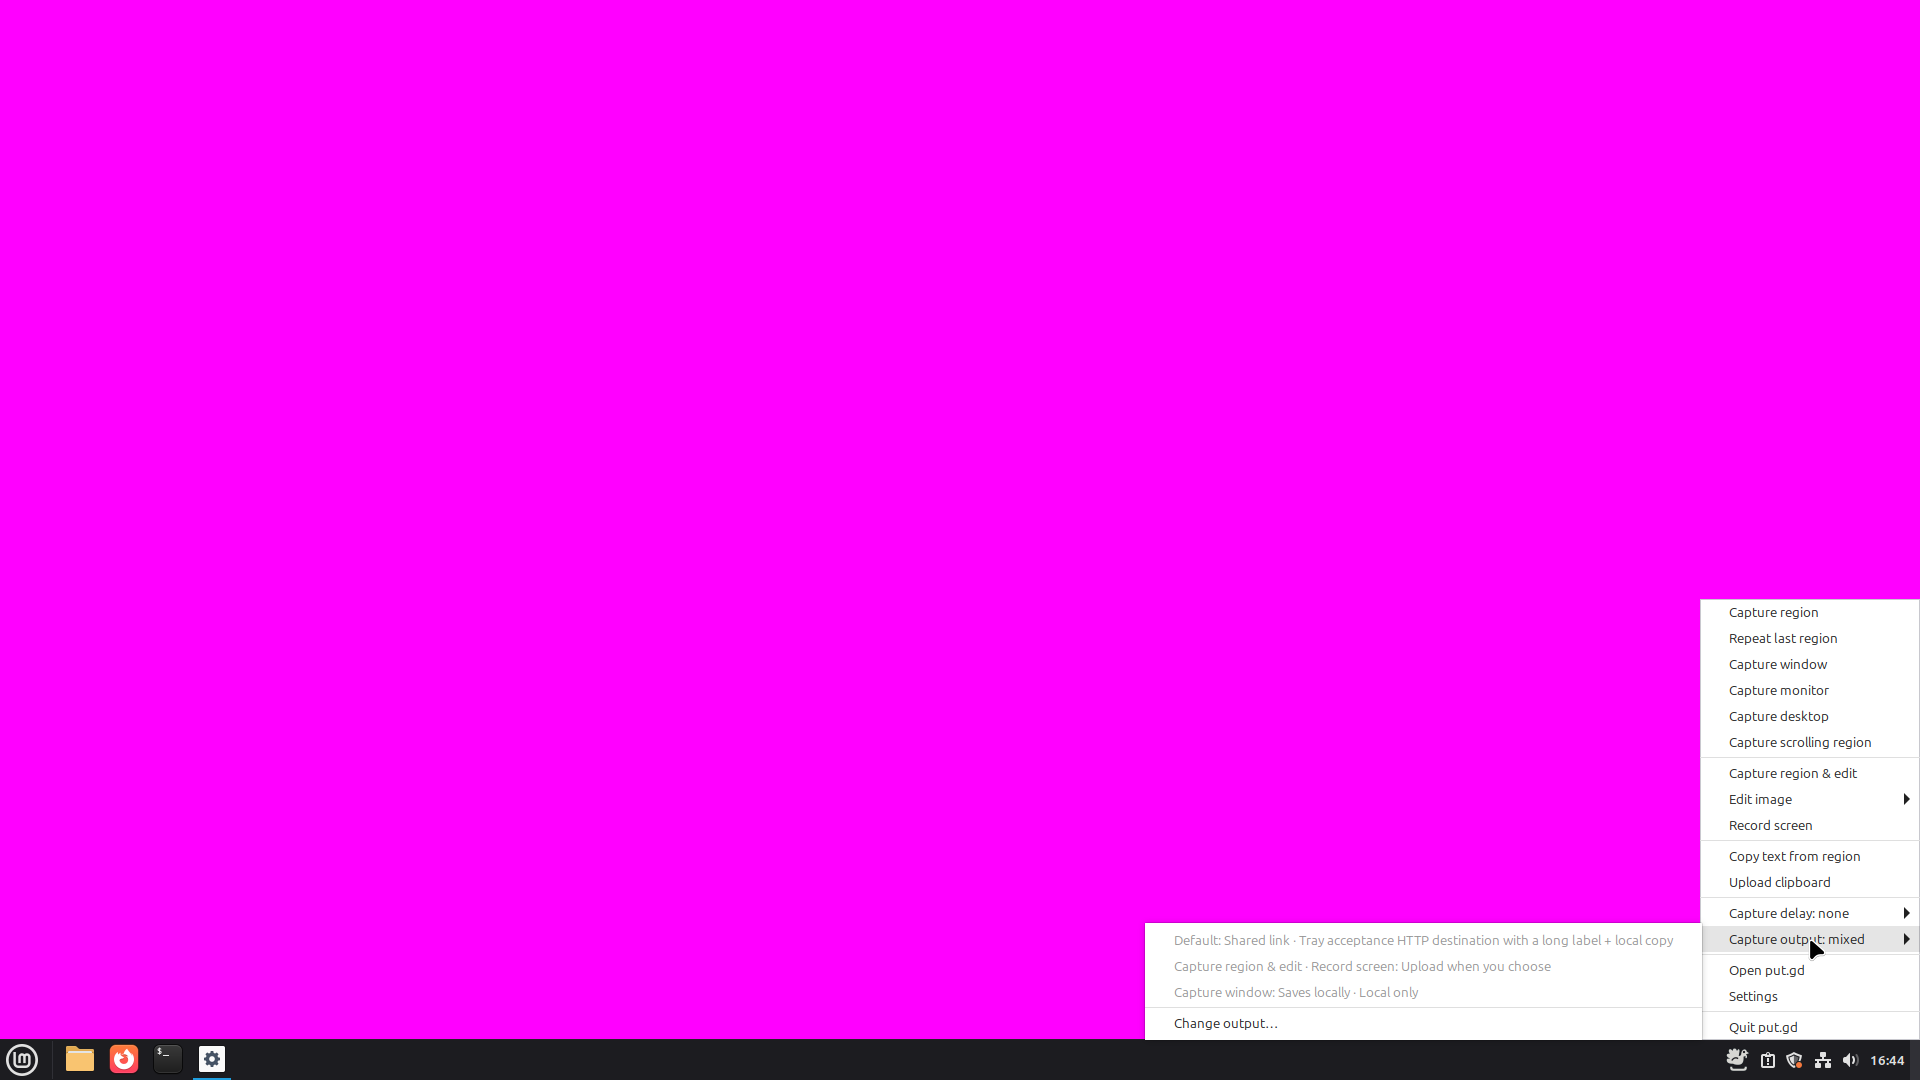 Capture region
Repeat last region
Capture window
Capture monitor
Capture desktop
Capture scrolling region
Capture region & edit
Edit image
Record screen
Copy text from region
Upload clipboard
Capture delay: none
Capture output: mixed
Open put.gd
Settings
Quit put.gd
Default: Shared link · Tray acceptance HTTP destination with a long label + local copy
Capture region & edit · Record screen: Upload when you choose
Capture window: Saves locally · Local only
Change output…
$_
16:44